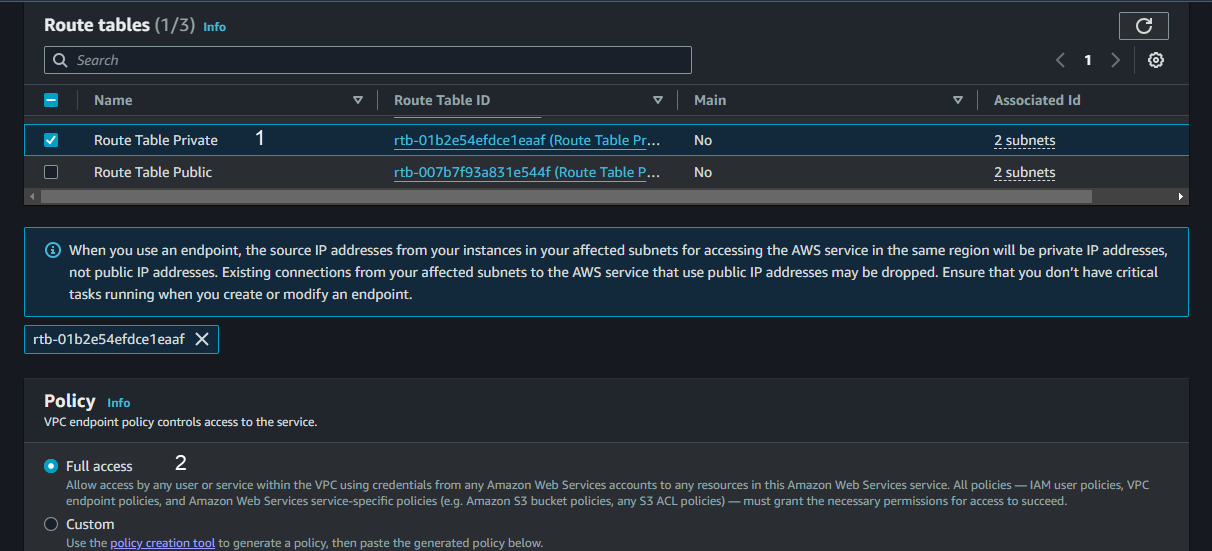 Route tables (1/3) Info
Search
1
Name Route Table ID Main Associated Id
Route Table Private 1 rtb-01b2e54efdce1eaaf (Route Table Pr... No 2 subnets
Route Table Public rtb-007b7f93a831e544f (Route Table P... No 2 subnets
When you use an endpoint, the source IP addresses from your instances in your affected subnets for accessing the AWS service in the same region will be private IP addresses,
not public IP addresses. Existing connections from your affected subnets to the AWS service that use public IP addresses may be dropped. Ensure that you don't have critical
tasks running when you create or modify an endpoint.
rtb-01b2e54efdce1eaaf
Policy Info
VPC endpoint policy controls access to the service.
Full access 2
Allow access by any user or service within the VPC using credentials from any Amazon Web Services accounts to any resources in this Amazon Web Services service. All policies — IAM user policies, VPC
endpoint policies, and Amazon Web Services service-specific policies (e.g. Amazon S3 bucket policies, any S3 ACL policies) — must grant the necessary permissions for access to succeed.
Custom
Use the policy creation tool to generate a policy, then paste the generated policy below.